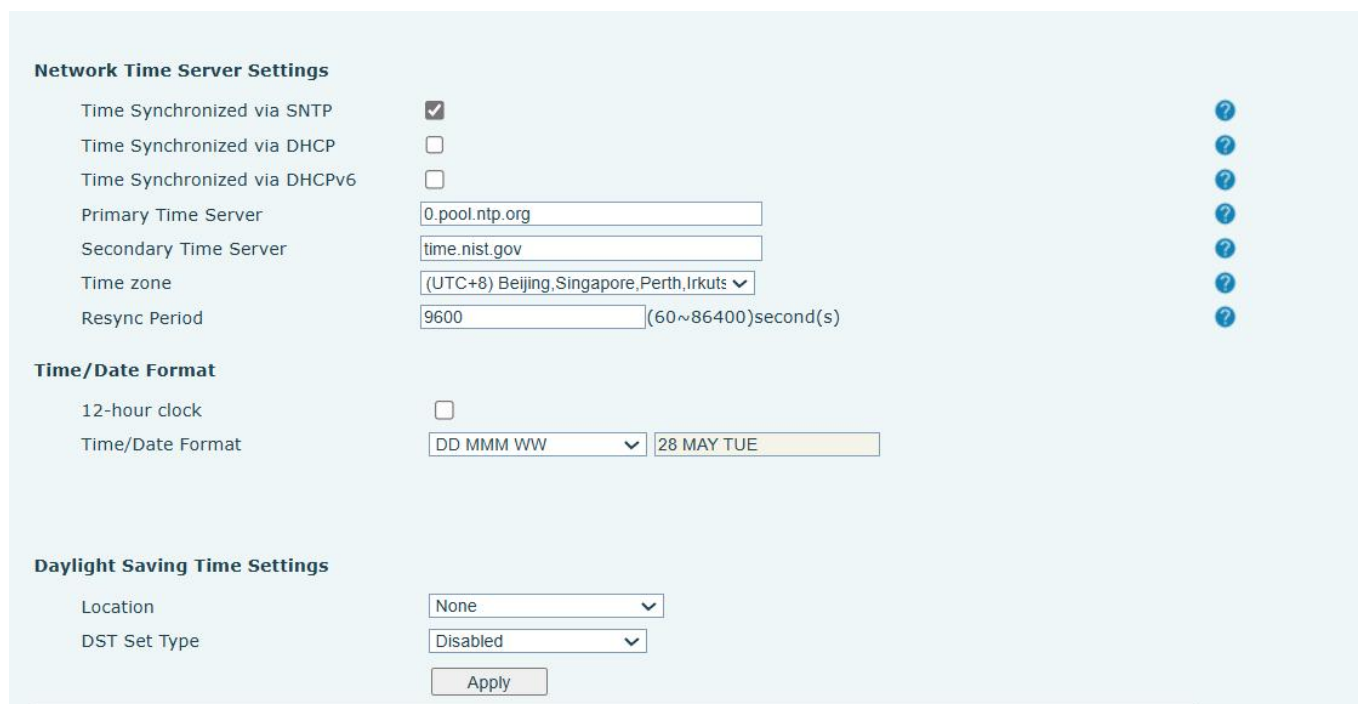 Network Time Server Settings
Time Synchronized via SNTP
Time Synchronized via DHCP
Time Synchronized via DHCPv6
Primary Time Server 0.pool.ntp.org
Secondary Time Server time.nist.gov
Time zone (UTC+8) Beijing,Singapore,Perth,Irkuts
Resync Period 9600 (60~86400)second(s)
Time/Date Format
12-hour clock
Time/Date Format DD MMM WW 28 MAY TUE
Daylight Saving Time Settings
Location None
DST Set Type Disabled
Apply